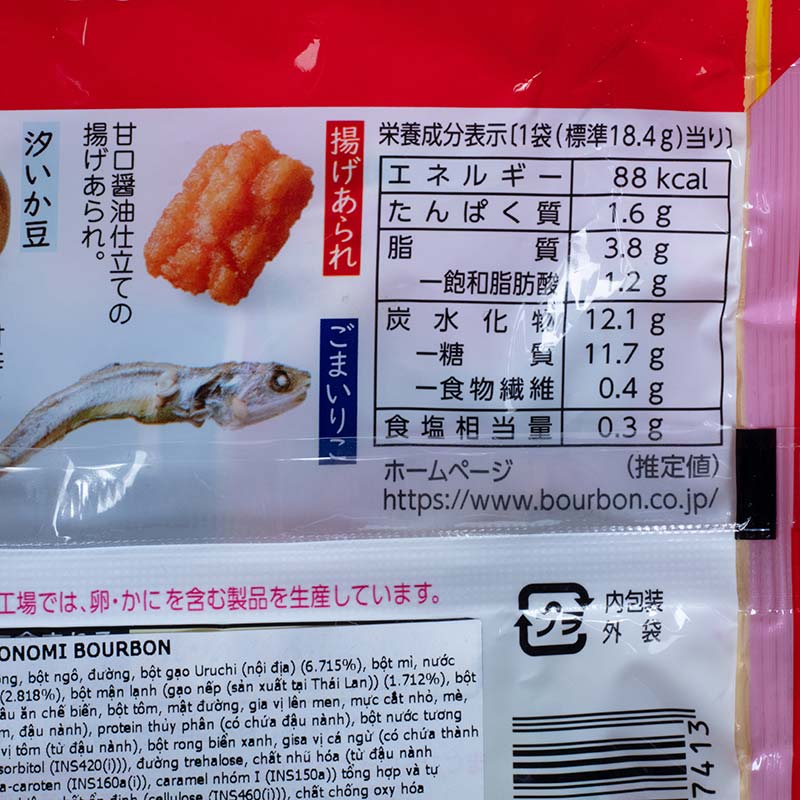 栄養成分表示〔1袋(標準18.4g)当り〕
エネルギー 88 kcal
たんぱく質 1.6 g
脂質 3.8 g
－飽和脂肪酸 1.2 g
炭水化物 12.1 g
－糖質 11.7 g
－食物繊維 0.4 g
食塩相当量 0.3 g
(推定値)
ホームページ
https://www.bourbon.co.jp/
揚げあられ
甘口醤油仕立ての
揚げあられ。
汐いか豆
ごまいりこ
工場では、卵・かにを含む製品を生産しています。
内包装
外 袋
プラ
ONOMI BOURBON
bột ngô, đường, bột gạo Uruchi (nội địa) (6.715%), bột mì, nước
(2.818%), bột mận lạnh (gạo nếp (sản xuất tại Thái Lan)) (1.712%), bột
ăn chế biến, bột tôm, mật đường, gia vị lên men, mực cắt nhỏ, mè,
đậu nành), protein thủy phân (có chứa đậu nành), bột nước tương
vị tôm (từ đậu nành), bột rong biển xanh, gisa vị cá ngừ (có chứa thành
sorbitol (INS420(i))), đường trehalose, chất nhũ hóa (từ đậu nành
a-caroten (INS160a(i)), caramel nhóm I (INS150a)) tổng hợp và tự
(cellulose (INS460(i))), chất chống oxy hóa
7413